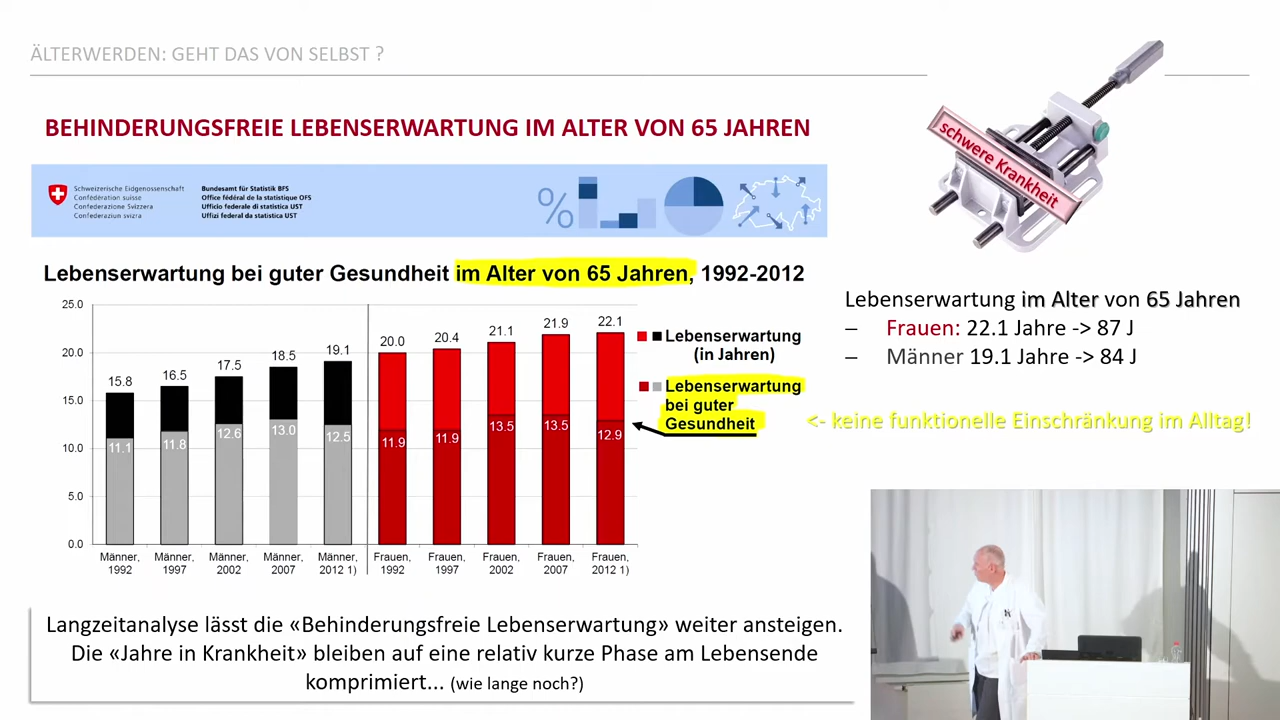 ÄLTERWERDEN: GEHT DAS VON SELBST ?
BEHINDERUNGSFREIE LEBENSERWARTUNG IM ALTER VON 65 JAHREN
schwere Krankheit
Schweizerische Eidgenossenschaft
Confédération suisse
Confederazione Svizzera
Confederaziun svizra
Bundesamt für Statistik BFS
Office fédéral de la statistique OFS
Ufficio federale di statistica UST
Uffizi federal da statistica UST
%
Lebenserwartung bei guter Gesundheit im Alter von 65 Jahren, 1992-2012
25.0
20.0
15.0
10.0
5.0
0.0
15.8
16.5
17.5
18.5
19.1
20.0
20.4
21.1
21.9
22.1
11.1
11.8
12.6
13.0
12.5
11.9
11.9
13.5
13.5
12.9
Männer, 1992
Männer, 1997
Männer, 2002
Männer, 2007
Männer, 2012 1)
Frauen, 1992
Frauen, 1997
Frauen, 2002
Frauen, 2007
Frauen, 2012 1)
Lebenserwartung
(in Jahren)
Lebenserwartung
bei guter
Gesundheit
Lebenserwartung im Alter von 65 Jahren
– Frauen: 22.1 Jahre -> 87 J
– Männer 19.1 Jahre -> 84 J
<- keine funktionelle Einschränkung im Alltag!
Langzeitanalyse lässt die «Behinderungsfreie Lebenserwartung» weiter ansteigen.
Die «Jahre in Krankheit» bleiben auf eine relativ kurze Phase am Lebensende
komprimiert... (wie lange noch?)